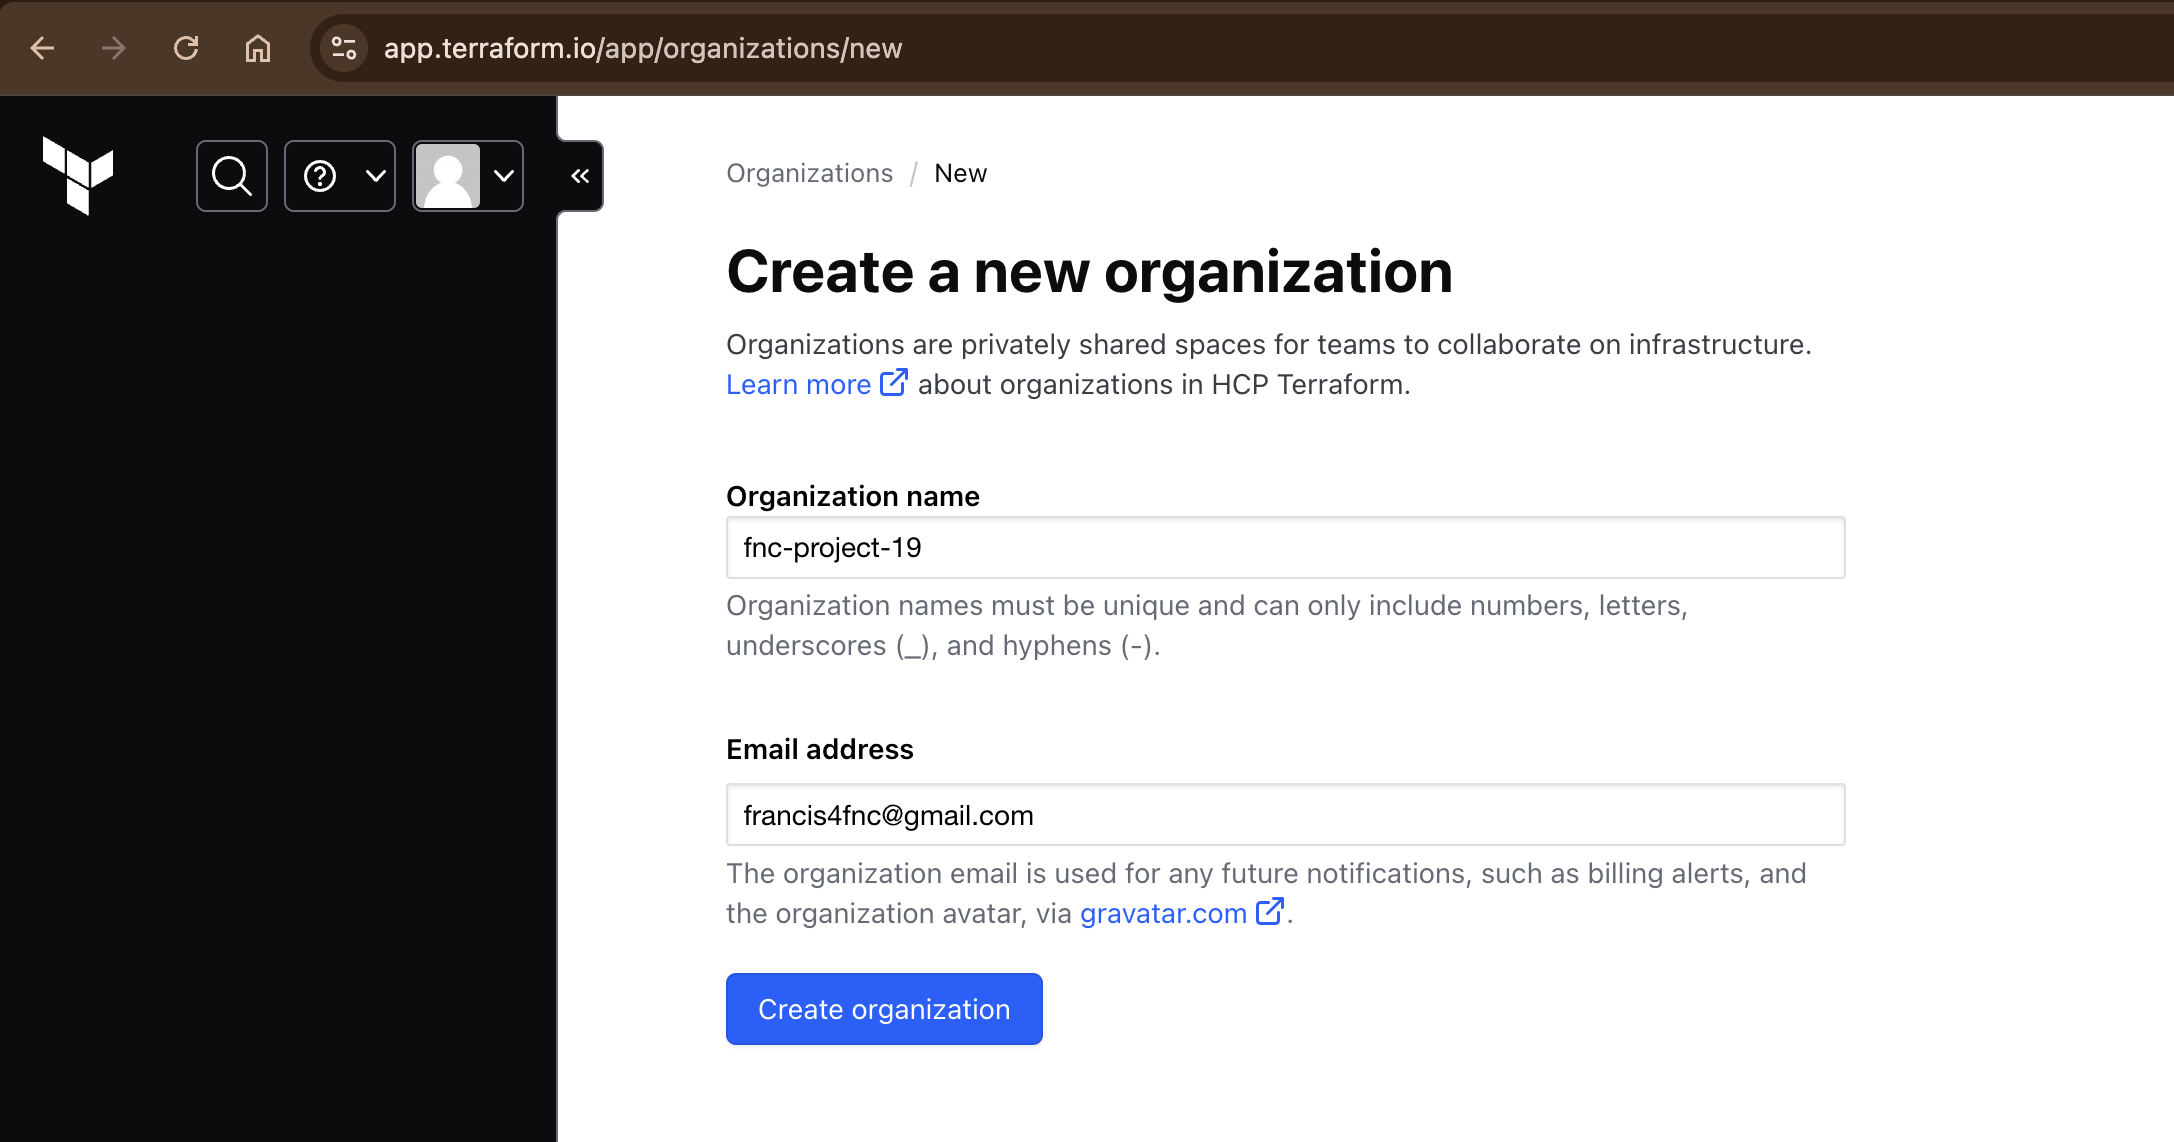 app.terraform.io/app/organizations/new
Organizations / New
Create a new organization
Organizations are privately shared spaces for teams to collaborate on infrastructure.
Learn more about organizations in HCP Terraform.
Organization name
fnc-project-19
Organization names must be unique and can only include numbers, letters,
underscores (_), and hyphens (-).
Email address
francis4fnc@gmail.com
The organization email is used for any future notifications, such as billing alerts, and
the organization avatar, via gravatar.com.
Create organization